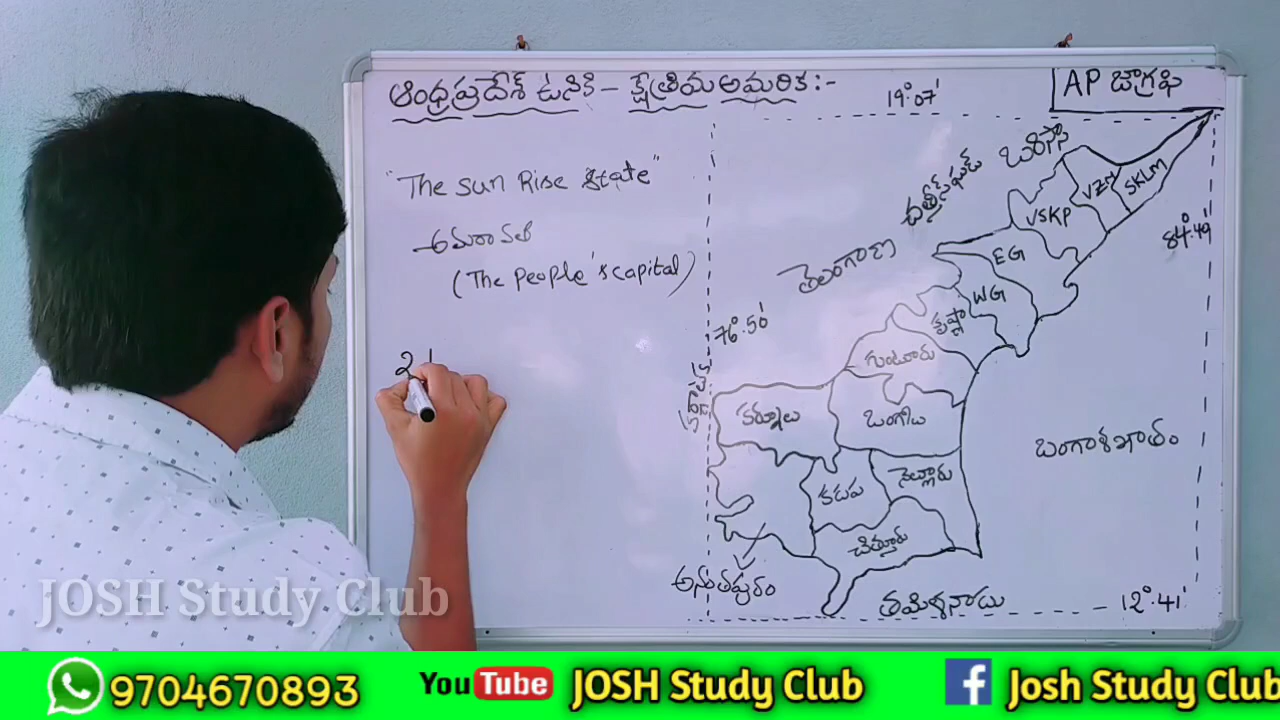 ఆంధ్రప్రదేశ్ ఉనికి - క్షేత్రియ అమరిక:-
AP జాగ్రఫి
19°.07'
"The Sun Rise State"
అమరావతి
(The People's capital)
ఒరిస్సా
ఛత్తీస్‌ఘడ్
తెలంగాణ
SKLM
VZM
VSKP
84°.49'
EG
WG
కృష్ణా
76°.50'
గుంటూరు
కర్ణాటక
కర్నూలు
ఒంగోలు
బంగాళాఖాతం
నెల్లూరు
కడప
చిత్తూరు
అనంతపురం
తమిళనాడు
12°.41'
JOSH Study Club
9704670893
YouTube JOSH Study Club
f Josh Study Club